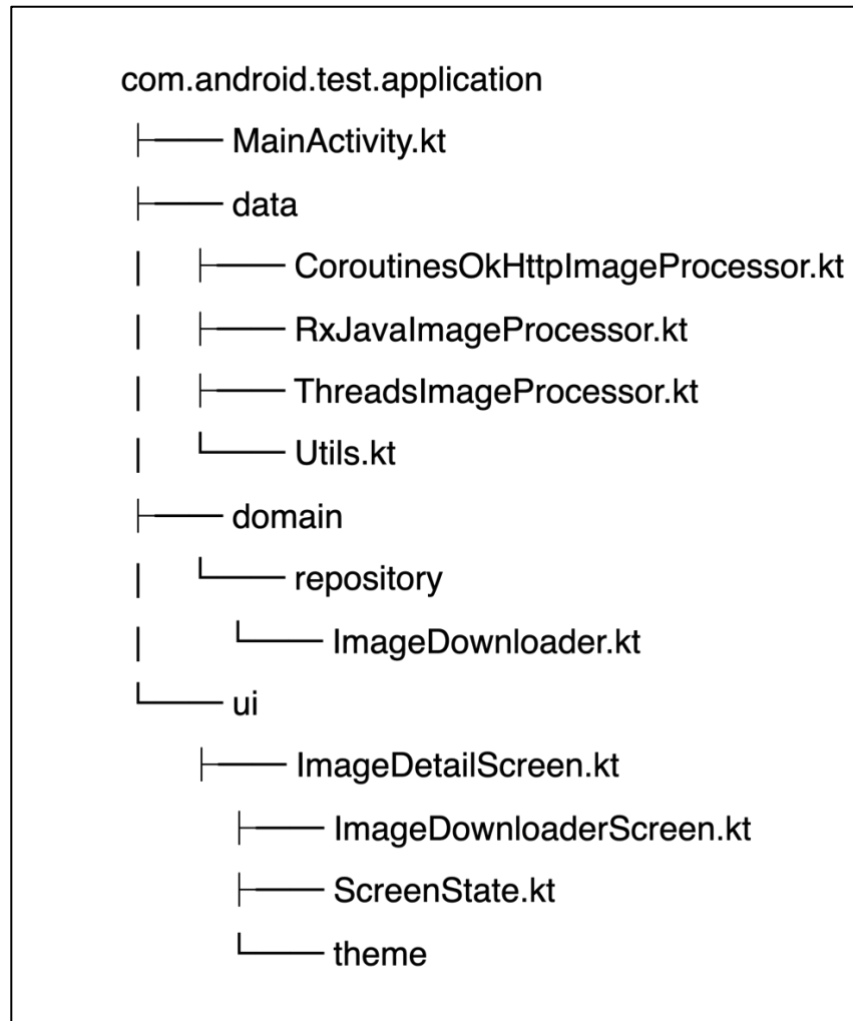 com.android.test.application
├── MainActivity.kt
├── data
│   ├── CoroutinesOkHttpImageProcessor.kt
│   ├── RxJavaImageProcessor.kt
│   ├── ThreadsImageProcessor.kt
│   └── Utils.kt
├── domain
│   └── repository
│     └── ImageDownloader.kt
└── ui
    ├── ImageDetailScreen.kt
      ├── ImageDownloaderScreen.kt
      ├── ScreenState.kt
      └── theme